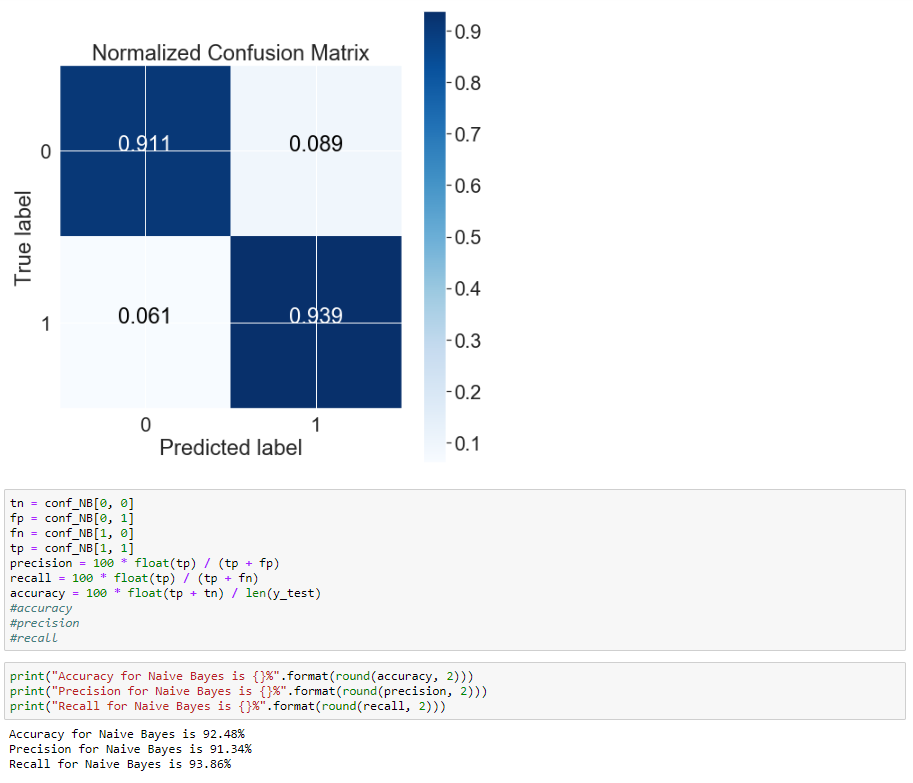 Normalized Confusion Matrix
0.9
0.8
0.7
0.6
0.5
0.4
0.3
0.2
0.1
True label
0
0.911
0.089
1
0.061
0.939
0
1
Predicted label
tn = conf_NB[0, 0]
fp = conf_NB[0, 1]
fn = conf_NB[1, 0]
tp = conf_NB[1, 1]
precision = 100 * float(tp) / (tp + fp)
recall = 100 * float(tp) / (tp + fn)
accuracy = 100 * float(tp + tn) / len(y_test)
#accuracy
#precision
#recall
print("Accuracy for Naive Bayes is {}%".format(round(accuracy, 2)))
print("Precision for Naive Bayes is {}%".format(round(precision, 2)))
print("Recall for Naive Bayes is {}%".format(round(recall, 2)))
Accuracy for Naive Bayes is 92.48%
Precision for Naive Bayes is 91.34%
Recall for Naive Bayes is 93.86%